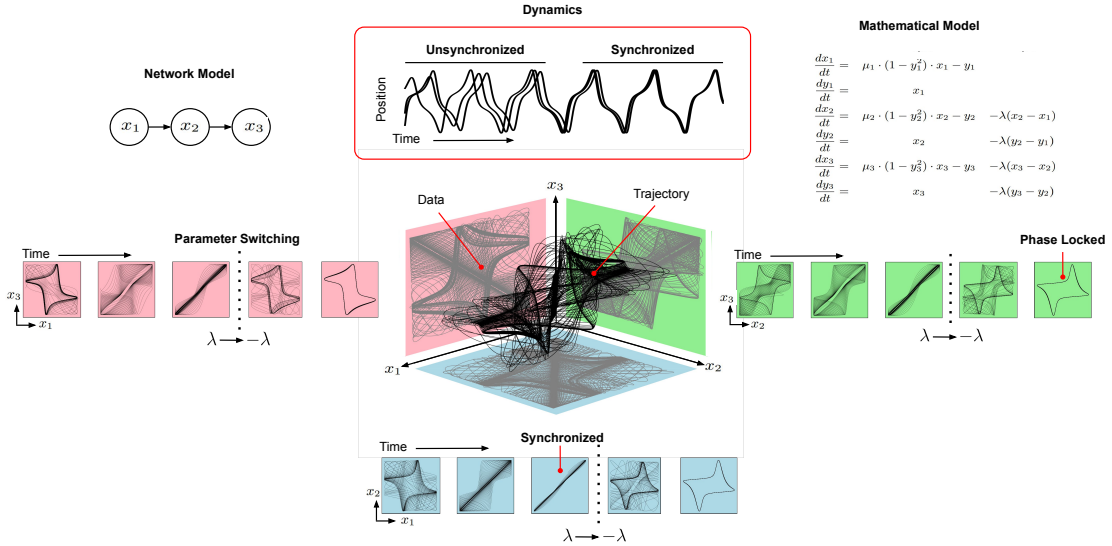 Dynamics
Unsynchronized Synchronized
Position
Time
Network Model
x₁ x₂ x₃
Mathematical Model
dx₁/dt = μ₁ · (1 − y₁²) · x₁ − y₁
dy₁/dt = x₁
dx₂/dt = μ₂ · (1 − y₂²) · x₂ − y₂ −λ(x₂ − x₁)
dy₂/dt = x₂ −λ(y₂ − y₁)
dx₃/dt = μ₃ · (1 − y₃²) · x₃ − y₃ −λ(x₃ − x₂)
dy₃/dt = x₃ −λ(y₃ − y₂)
x₃
Data
Trajectory
x₁
x₂
Parameter Switching
Time
x₃
x₁
λ → −λ
Phase Locked
Time
x₃
x₂
λ → −λ
Synchronized
Time
x₂
x₁
λ → −λ